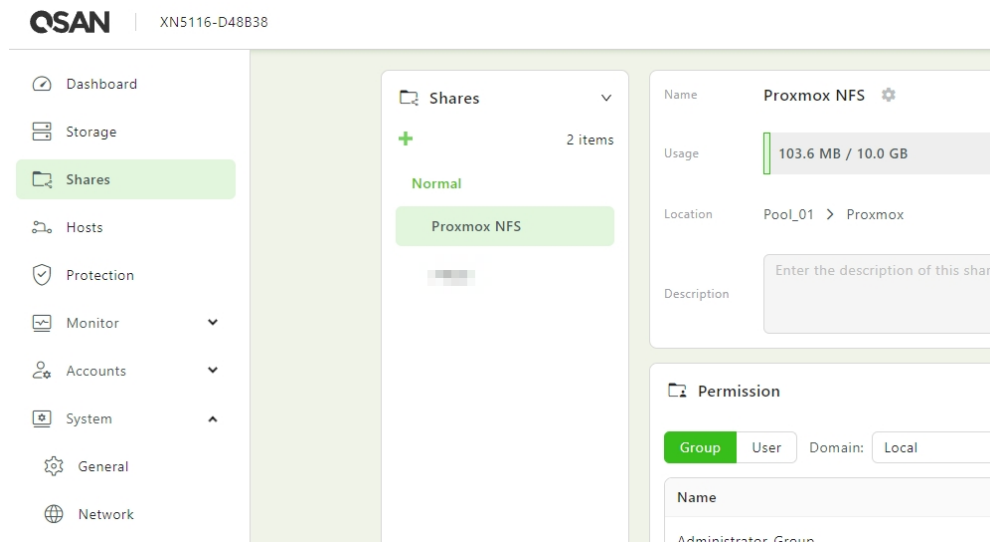 QSAN
XN5116-D48B38
Dashboard
Storage
Shares
Hosts
Protection
Monitor
Accounts
System
General
Network
Shares
2 items
Normal
Proxmox NFS
Name Proxmox NFS
Usage 103.6 MB / 10.0 GB
Location Pool_01 > Proxmox
Description Enter the description of this shar
Permission
Group User Domain: Local
Name
Administrator_Group